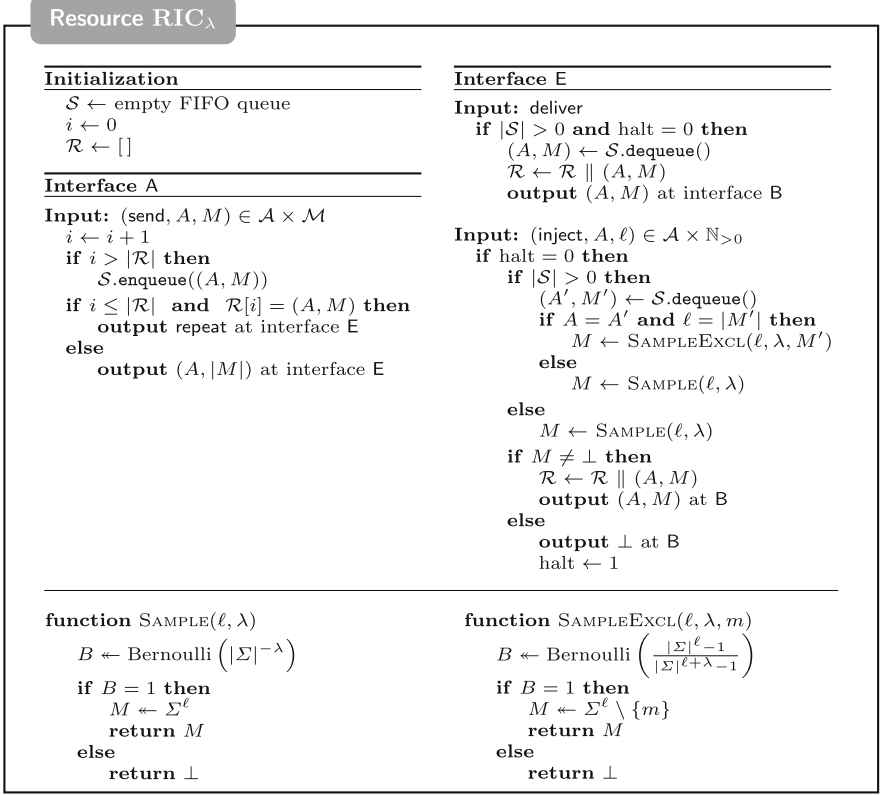 Resource RIC_λ
Initialization
𝒮 ← empty FIFO queue
i ← 0
ℛ ← [ ]
Interface A
Input: (send, A, M) ∈ 𝒜 × ℳ
i ← i + 1
if i > |ℛ| then
𝒮.enqueue((A, M))
if i ≤ |ℛ| and ℛ[i] = (A, M) then
output repeat at interface E
else
output (A, |M|) at interface E
Interface E
Input: deliver
if |𝒮| > 0 and halt = 0 then
(A, M) ← 𝒮.dequeue()
ℛ ← ℛ ∥ (A, M)
output (A, M) at interface B
Input: (inject, A, ℓ) ∈ 𝒜 × ℕ_{>0}
if halt = 0 then
if |𝒮| > 0 then
(A′, M′) ← 𝒮.dequeue()
if A = A′ and ℓ = |M′| then
M ← SampleExcl(ℓ, λ, M′)
else
M ← Sample(ℓ, λ)
else
M ← Sample(ℓ, λ)
if M ≠ ⊥ then
ℛ ← ℛ ∥ (A, M)
output (A, M) at B
else
output ⊥ at B
halt ← 1
function Sample(ℓ, λ)
B ↞ Bernoulli(|Σ|^{−λ})
if B = 1 then
M ↞ Σ^ℓ
return M
else
return ⊥
function SampleExcl(ℓ, λ, m)
B ↞ Bernoulli((|Σ|^ℓ−1)/(|Σ|^{ℓ+λ}−1))
if B = 1 then
M ↞ Σ^ℓ \ {m}
return M
else
return ⊥